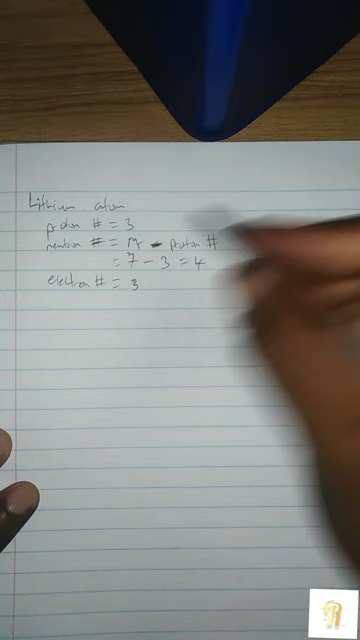 Lithium atom
proton # = 3
neutron # = Mr - proton #
= 7 - 3 = 4
electron # = 3